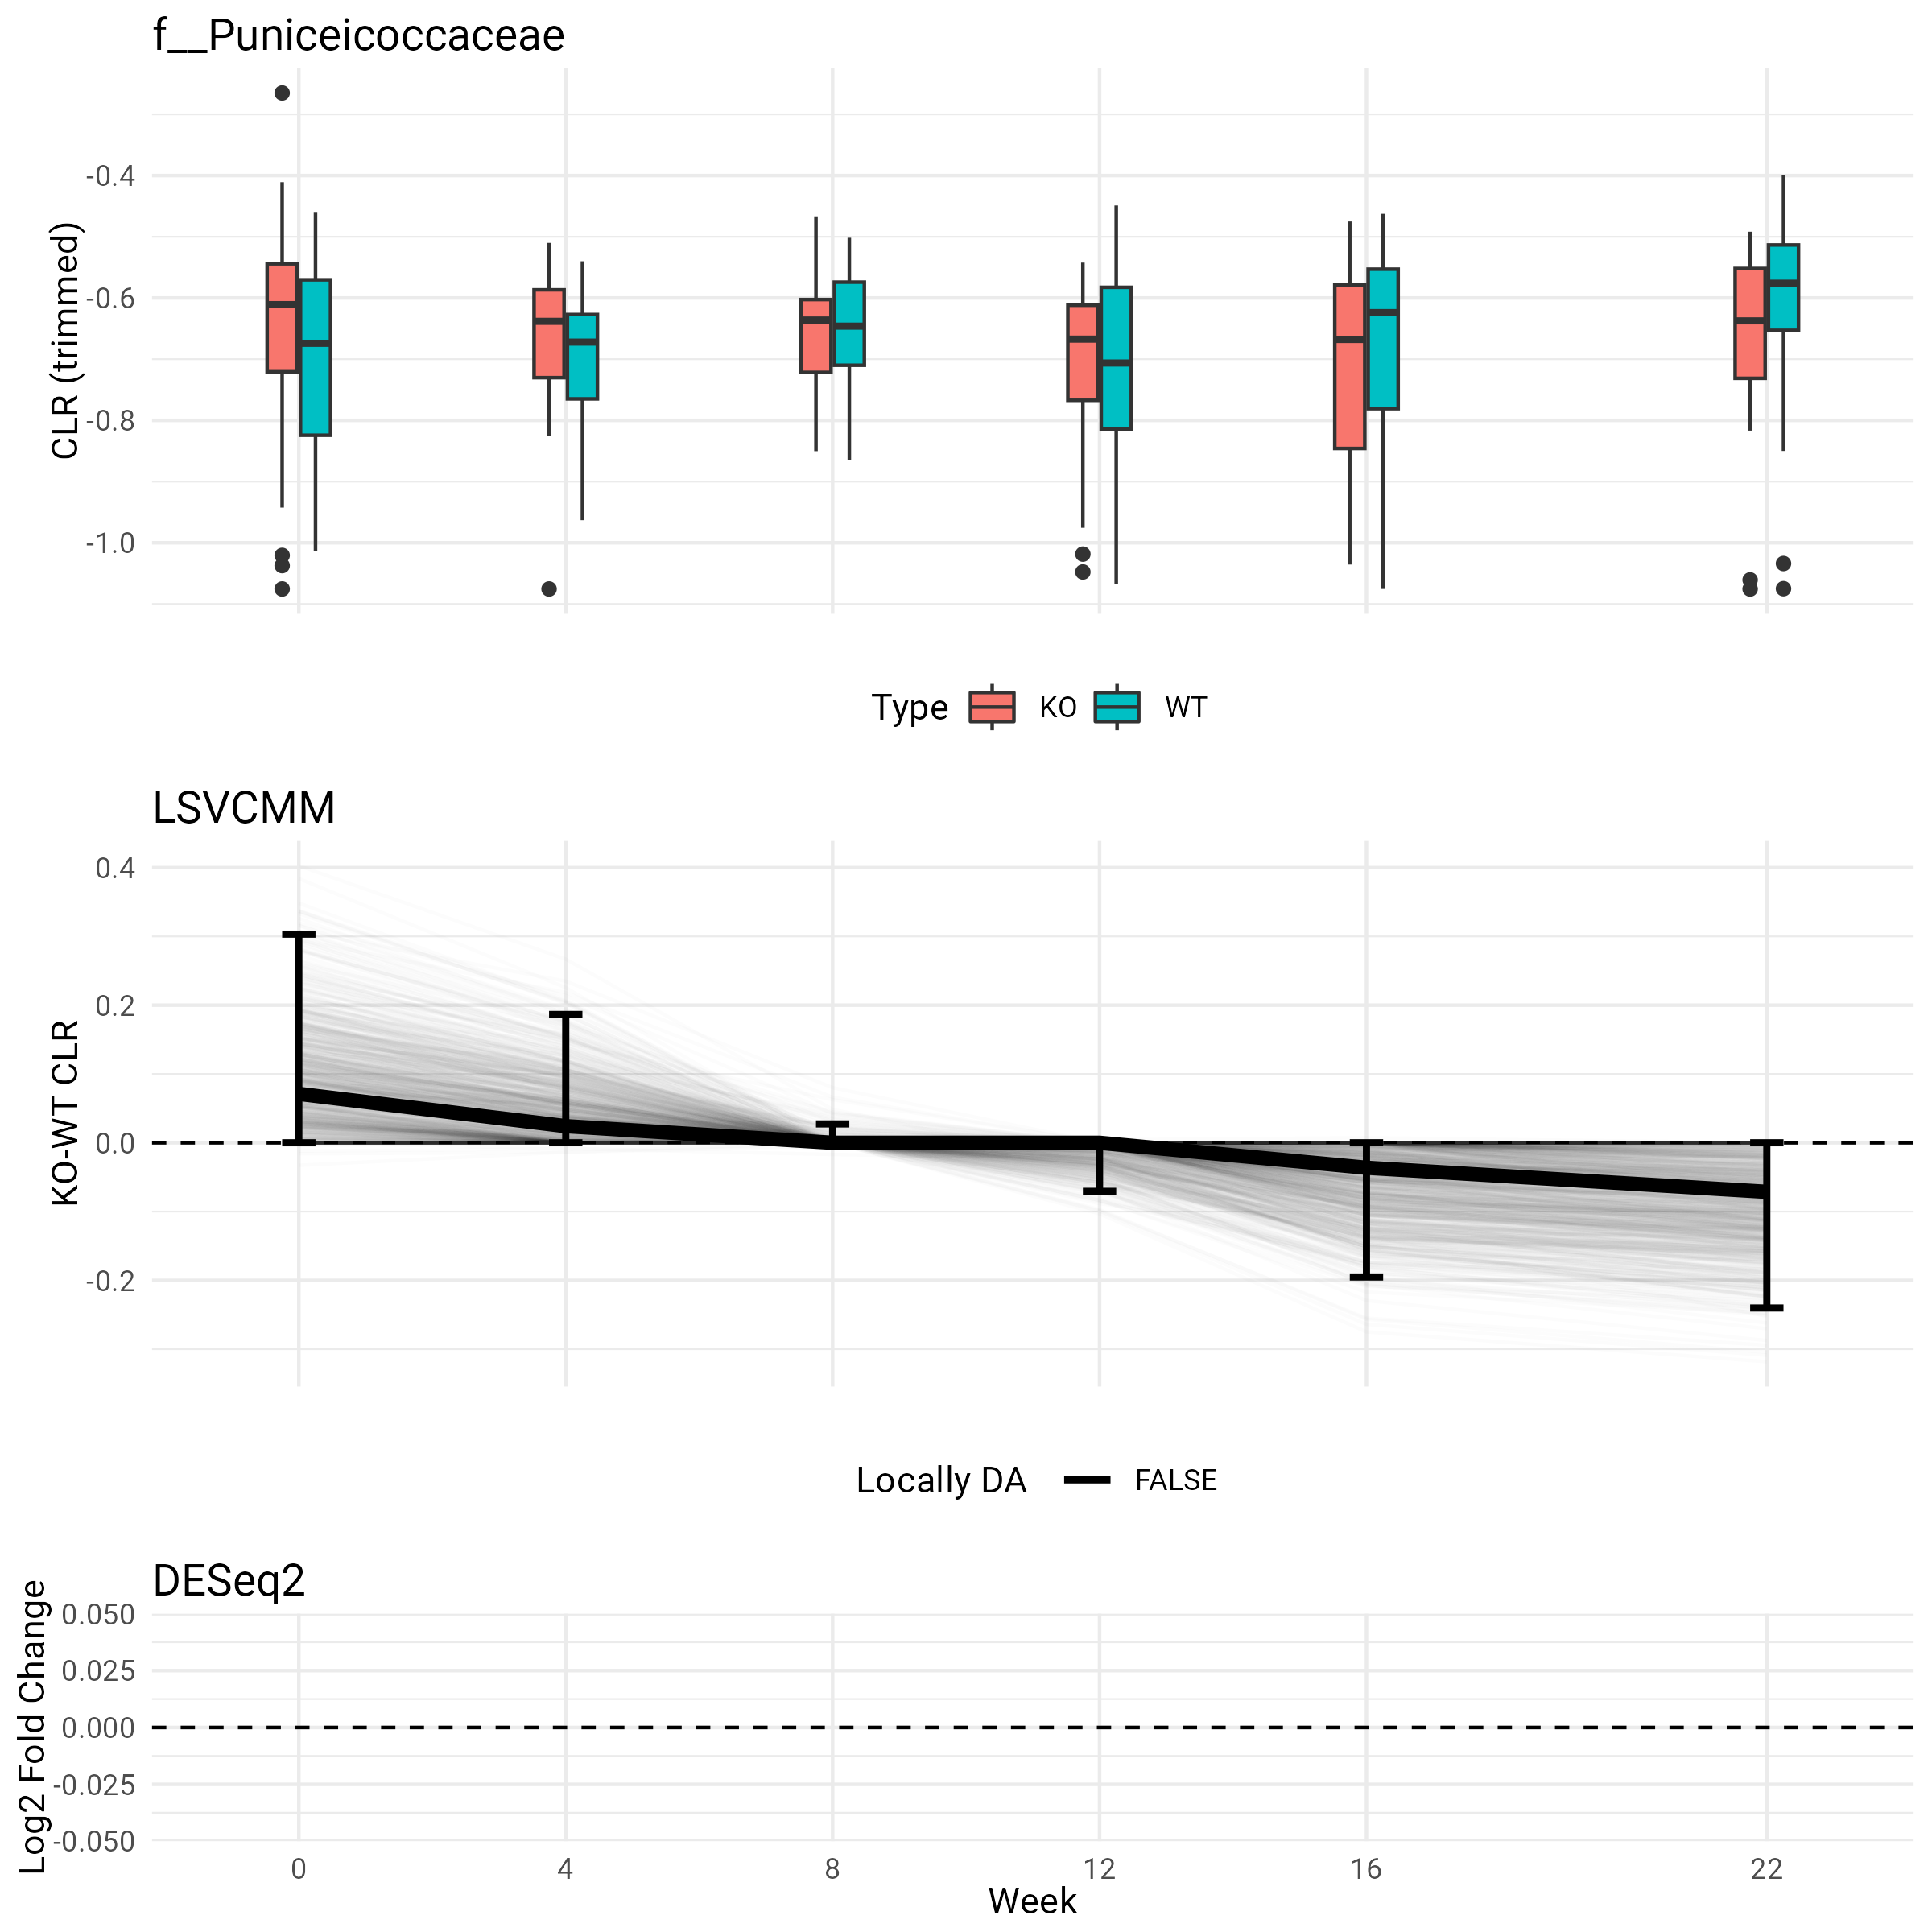 f__Puniceicoccaceae
CLR (trimmed)
-0.4
-0.6
-0.8
-1.0
Type KO WT
LSVCMM
KO-WT CLR
0.4
0.2
0.0
-0.2
Locally DA FALSE
DESeq2
Log2 Fold Change
0.050
0.025
0.000
-0.025
-0.050
0 4 8 12 16 22
Week